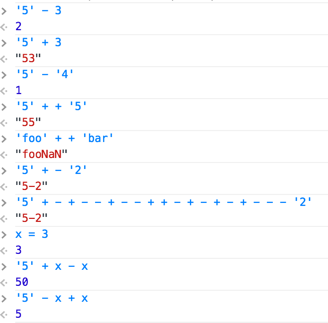 > '5' - 3
<· 2
> '5' + 3
<· "53"
> '5' - '4'
<· 1
> '5' + + '5'
<· "55"
> 'foo' + + 'bar'
<· "fooNaN"
> '5' + - '2'
<· "5-2"
> '5' + - + - - + - - + + - + - + - + - - - '2'
<· "5-2"
> x = 3
<· 3
> '5' + x - x
<· 50
> '5' - x + x
<· 5